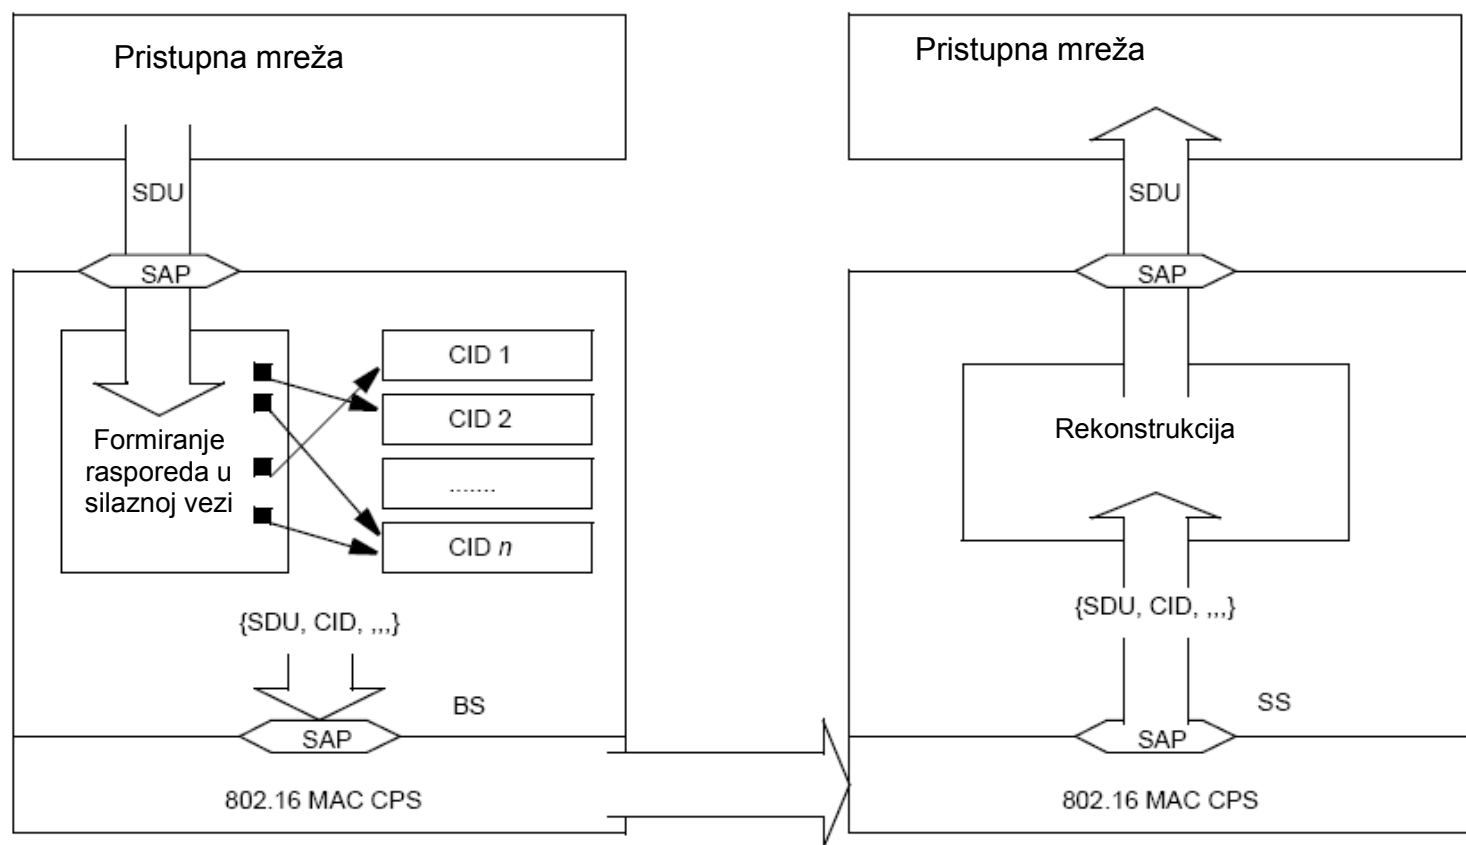 Pristupna mreža
SDU
SAP
Formiranje
rasporeda u
silaznoj vezi
CID 1
CID 2
.......
CID n
{SDU, CID, ,,,}
BS
SAP
802.16 MAC CPS
Pristupna mreža
SDU
SAP
Rekonstrukcija
{SDU, CID, ,,,}
SS
SAP
802.16 MAC CPS